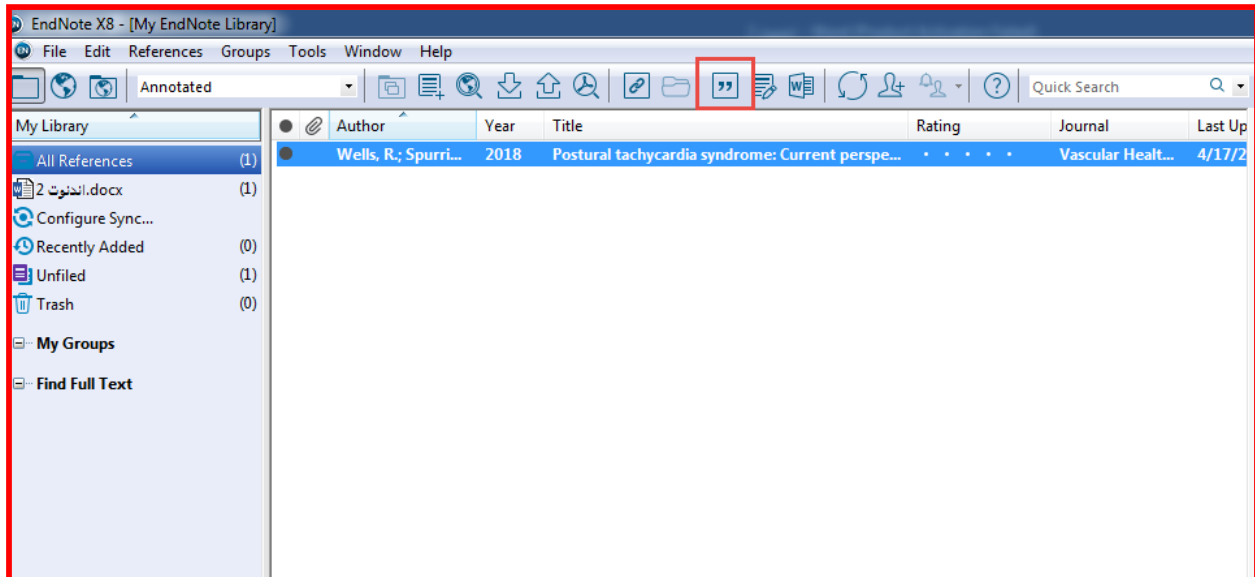 EndNote X8 - [My EndNote Library]
File Edit References Groups Tools Window Help
Annotated
Quick Search
My Library
Author Year Title Rating Journal Last Up
All References (1)
Wells, R.; Spurri... 2018 Postural tachycardia syndrome: Current perspe... Vascular Healt... 4/17/2
اندنوت 2.docx (1)
Configure Sync...
Recently Added (0)
Unfiled (1)
Trash (0)
My Groups
Find Full Text